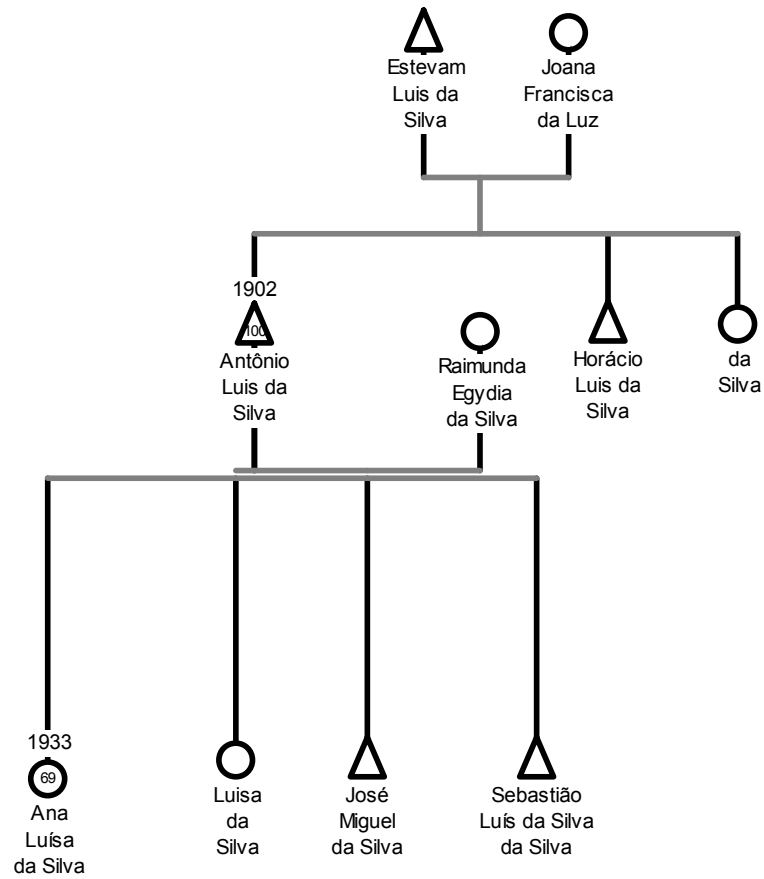 Estevam
Luis da
Silva
Joana
Francisca
da Luz
1902
100
Antônio
Luis da
Silva
Raimunda
Egydia
da Silva
Horácio
Luis da
Silva
da
Silva
1933
69
Ana
Luísa
da Silva
Luisa
da
Silva
José
Miguel
da Silva
Sebastião
Luís da Silva
da Silva